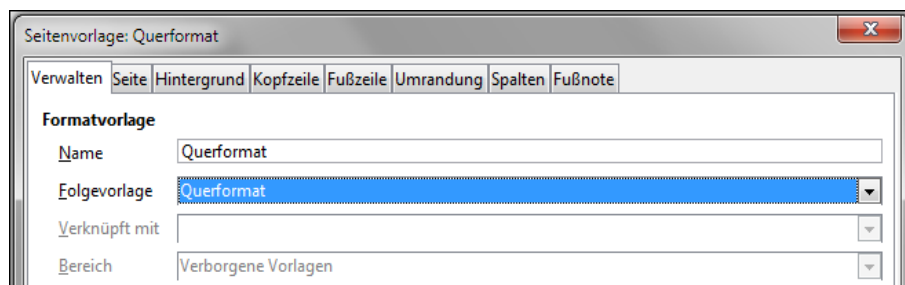 Seitenvorlage: Querformat
Verwalten Seite Hintergrund Kopfzeile Fußzeile Umrandung Spalten Fußnote
Formatvorlage
Name Querformat
Folgevorlage Querformat
Verknüpft mit
Bereich Verborgene Vorlagen